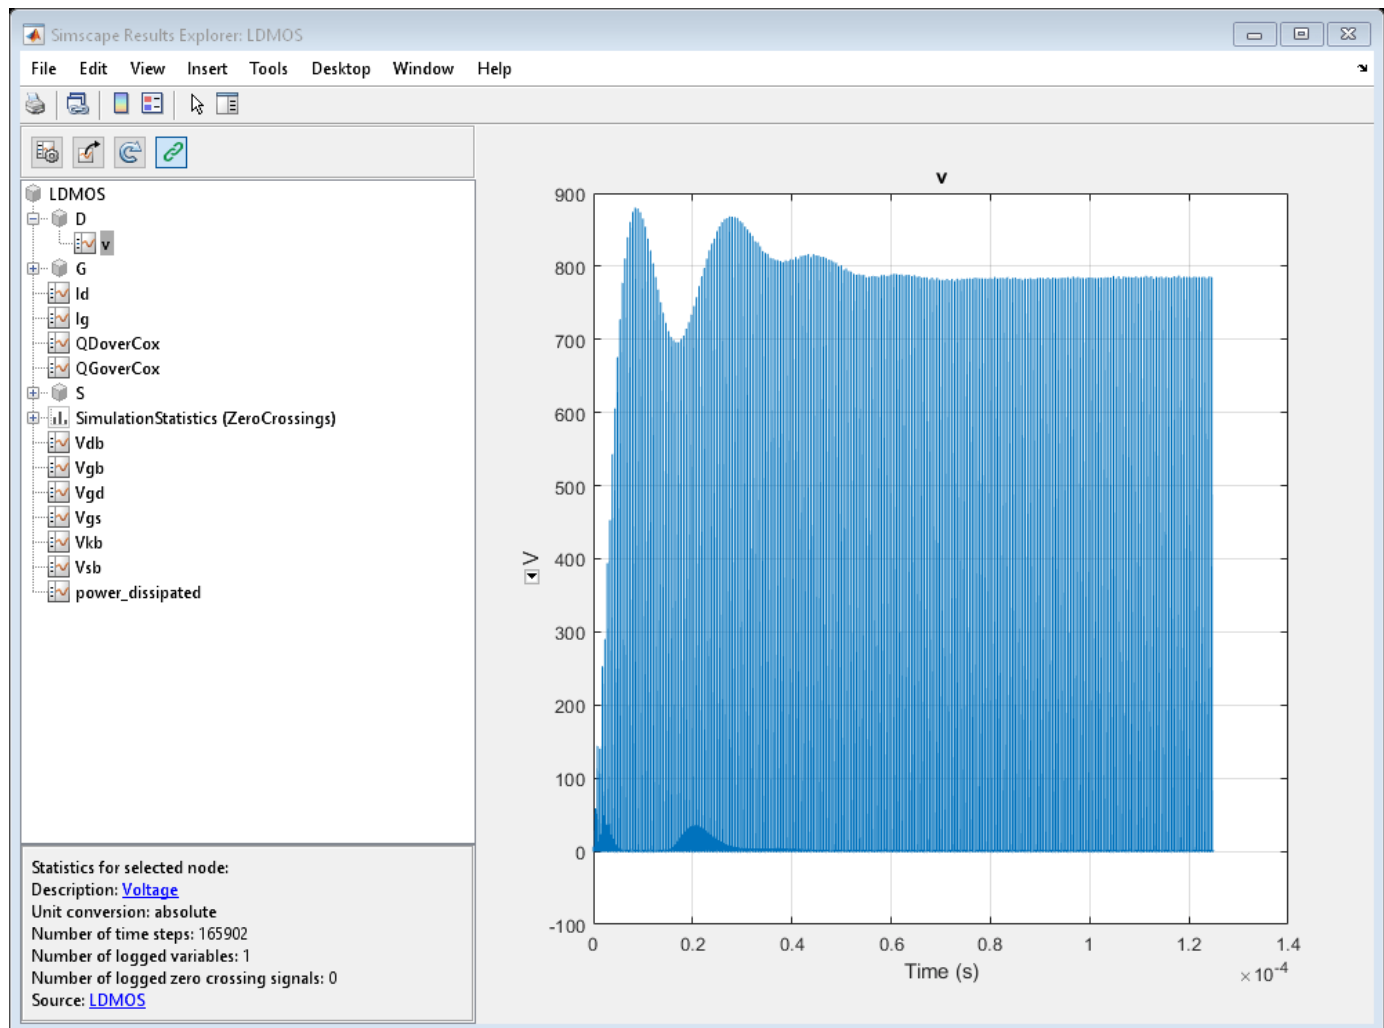 Simscape Results Explorer: LDMOS
File Edit View Insert Tools Desktop Window Help
LDMOS
D
v
G
Id
Ig
QDoverCox
QGoverCox
S
SimulationStatistics (ZeroCrossings)
Vdb
Vgb
Vgd
Vgs
Vkb
Vsb
power_dissipated
Statistics for selected node:
Description: Voltage
Unit conversion: absolute
Number of time steps: 165902
Number of logged variables: 1
Number of logged zero crossing signals: 0
Source: LDMOS
v
900
800
700
600
500
400
300
200
100
0
-100
V
0 0.2 0.4 0.6 0.8 1 1.2 1.4
Time (s)
×10⁻⁴